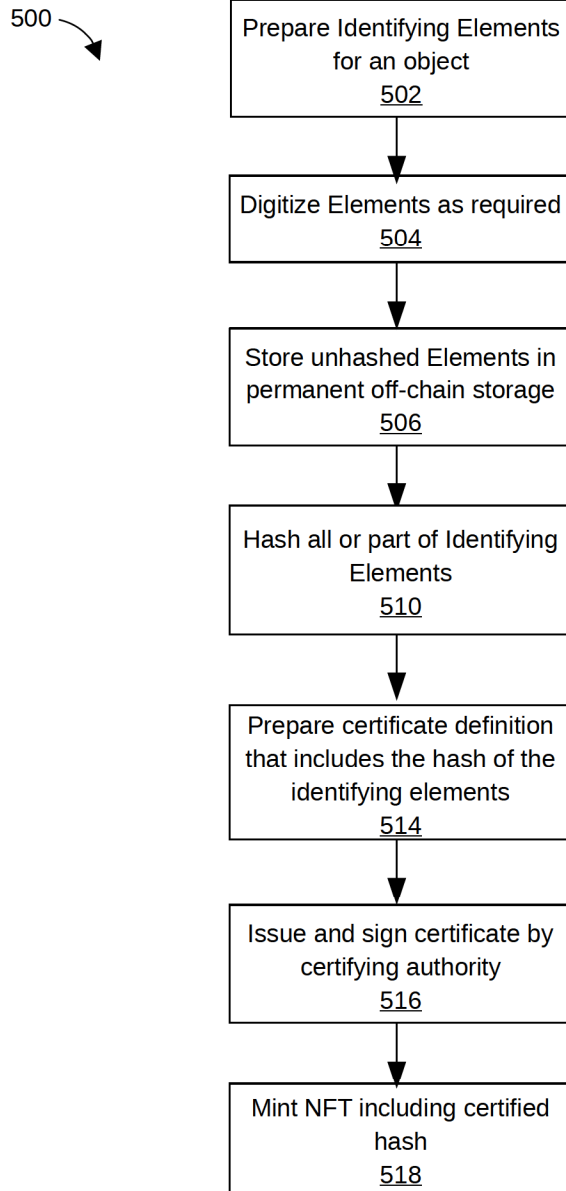 500
Prepare Identifying Elements
for an object
502
Digitize Elements as required
504
Store unhashed Elements in
permanent off-chain storage
506
Hash all or part of Identifying
Elements
510
Prepare certificate definition
that includes the hash of the
identifying elements
514
Issue and sign certificate by
certifying authority
516
Mint NFT including certified
hash
518